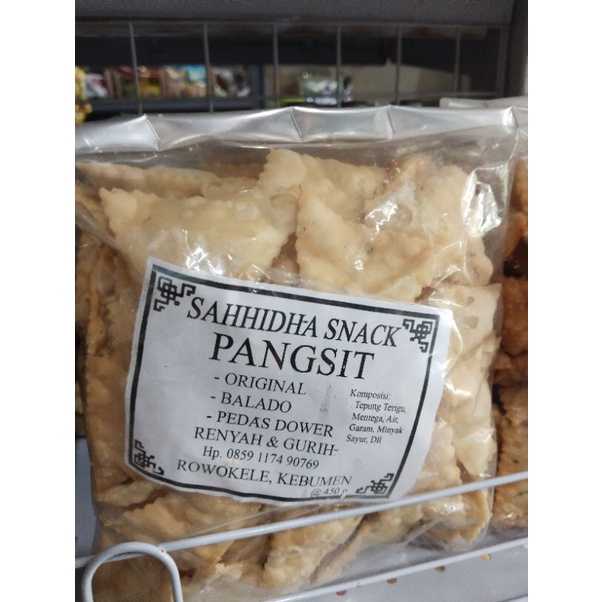 SAHHIDHA SNACK
PANGSIT
- ORIGINAL
- BALADO
- PEDAS DOWER
RENYAH & GURIH-
Hp. 0859 1174 90769
ROWOKELE, KEBUMEN
@ 450 g
Komposisi:
Tepung Terigu,
Mentega, Air,
Garam, Minyak
Sayur, Dll